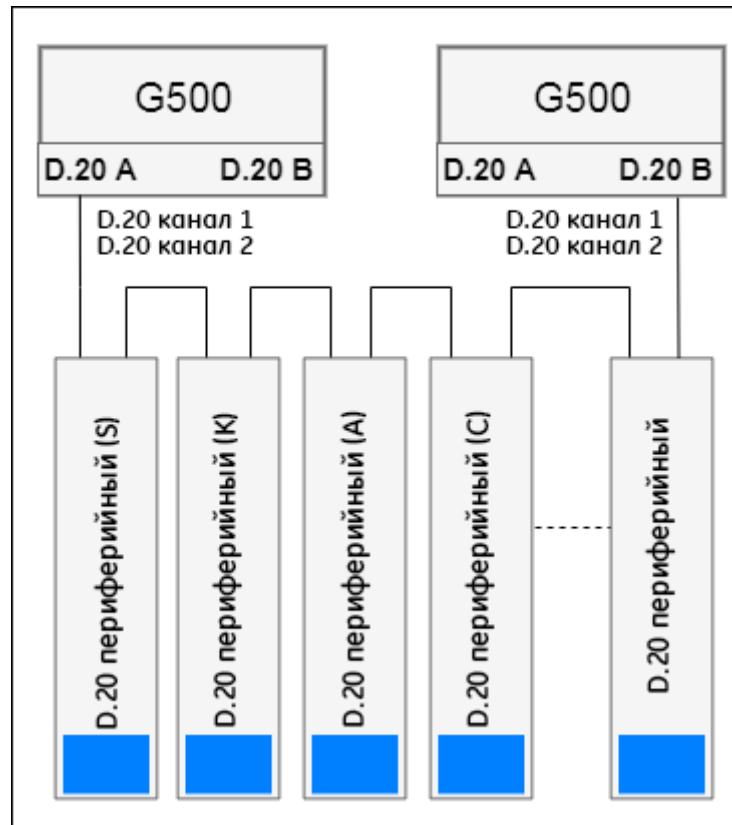 G500
D.20 A D.20 B
D.20 канал 1
D.20 канал 2
G500
D.20 A D.20 B
D.20 канал 1
D.20 канал 2
D.20 периферийный (S)
D.20 периферийный (K)
D.20 периферийный (A)
D.20 периферийный (C)
D.20 периферийный